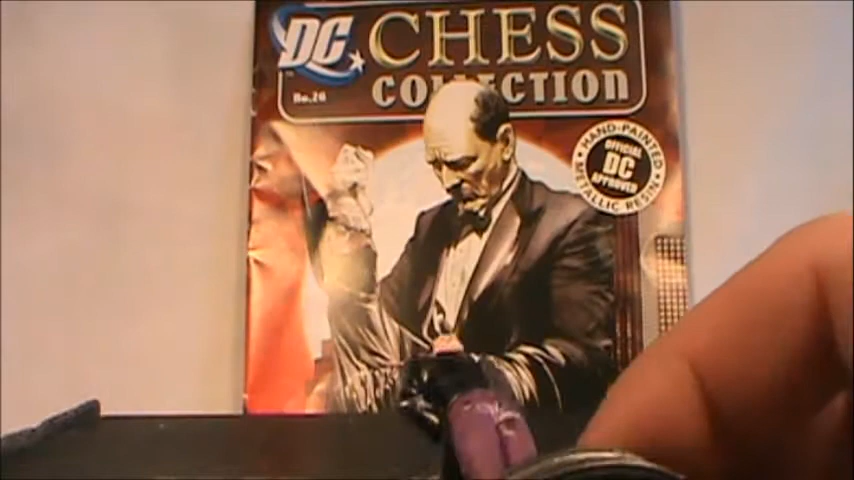 DC
CHESS
COLLECTION
No.26
HAND-PAINTED
OFFICIAL
DC
APPROVED
METALLIC RESIN